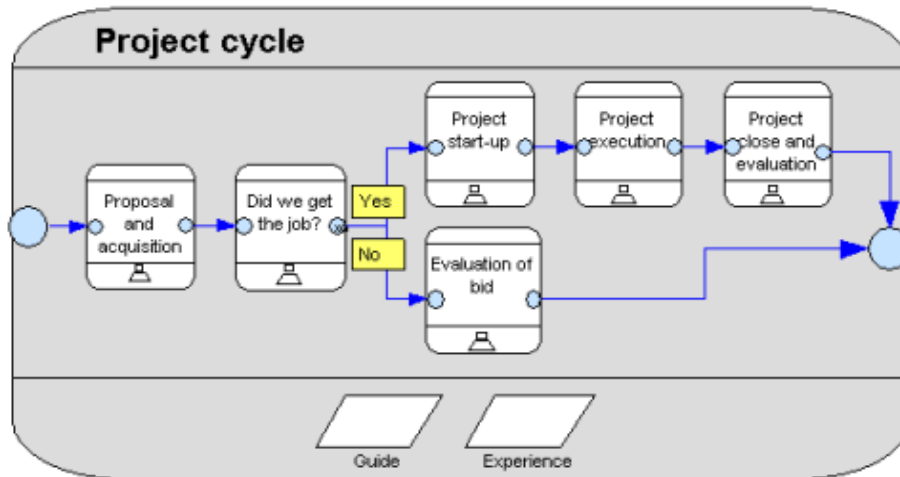 Project cycle
Proposal
and
acquisition
Did we get
the job?
Yes
No
Project
start-up
Project
execution
Project
close and
evaluation
Evaluation of
bid
Guide
Experience